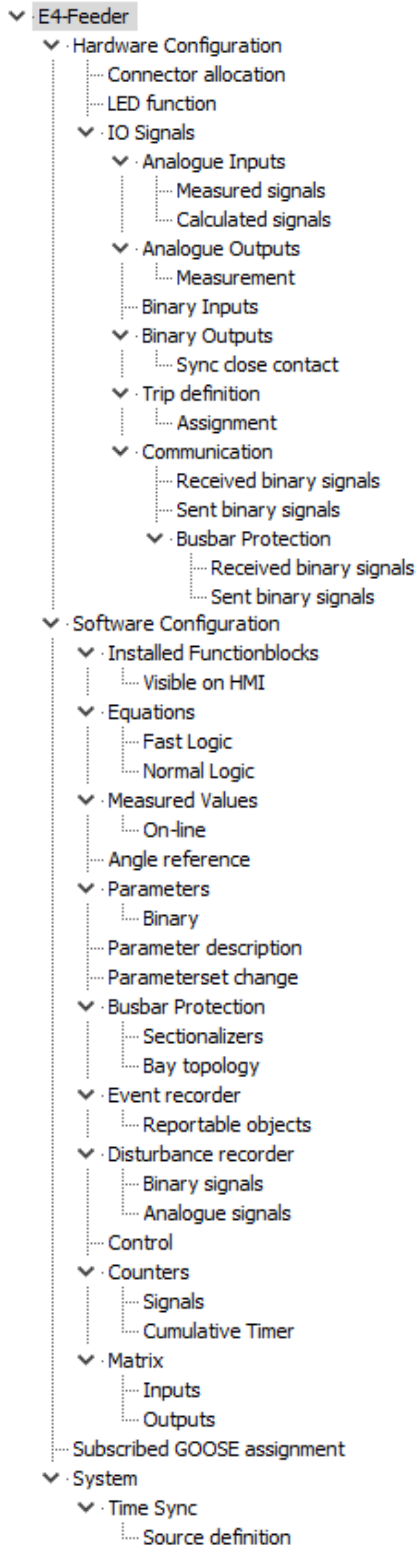 E4-Feeder
Hardware Configuration
Connector allocation
LED function
IO Signals
Analogue Inputs
Measured signals
Calculated signals
Analogue Outputs
Measurement
Binary Inputs
Binary Outputs
Sync close contact
Trip definition
Assignment
Communication
Received binary signals
Sent binary signals
Busbar Protection
Received binary signals
Sent binary signals
Software Configuration
Installed Functionblocks
Visible on HMI
Equations
Fast Logic
Normal Logic
Measured Values
On-line
Angle reference
Parameters
Binary
Parameter description
Parameterset change
Busbar Protection
Sectionalizers
Bay topology
Event recorder
Reportable objects
Disturbance recorder
Binary signals
Analogue signals
Control
Counters
Signals
Cumulative Timer
Matrix
Inputs
Outputs
Subscribed GOOSE assignment
System
Time Sync
Source definition